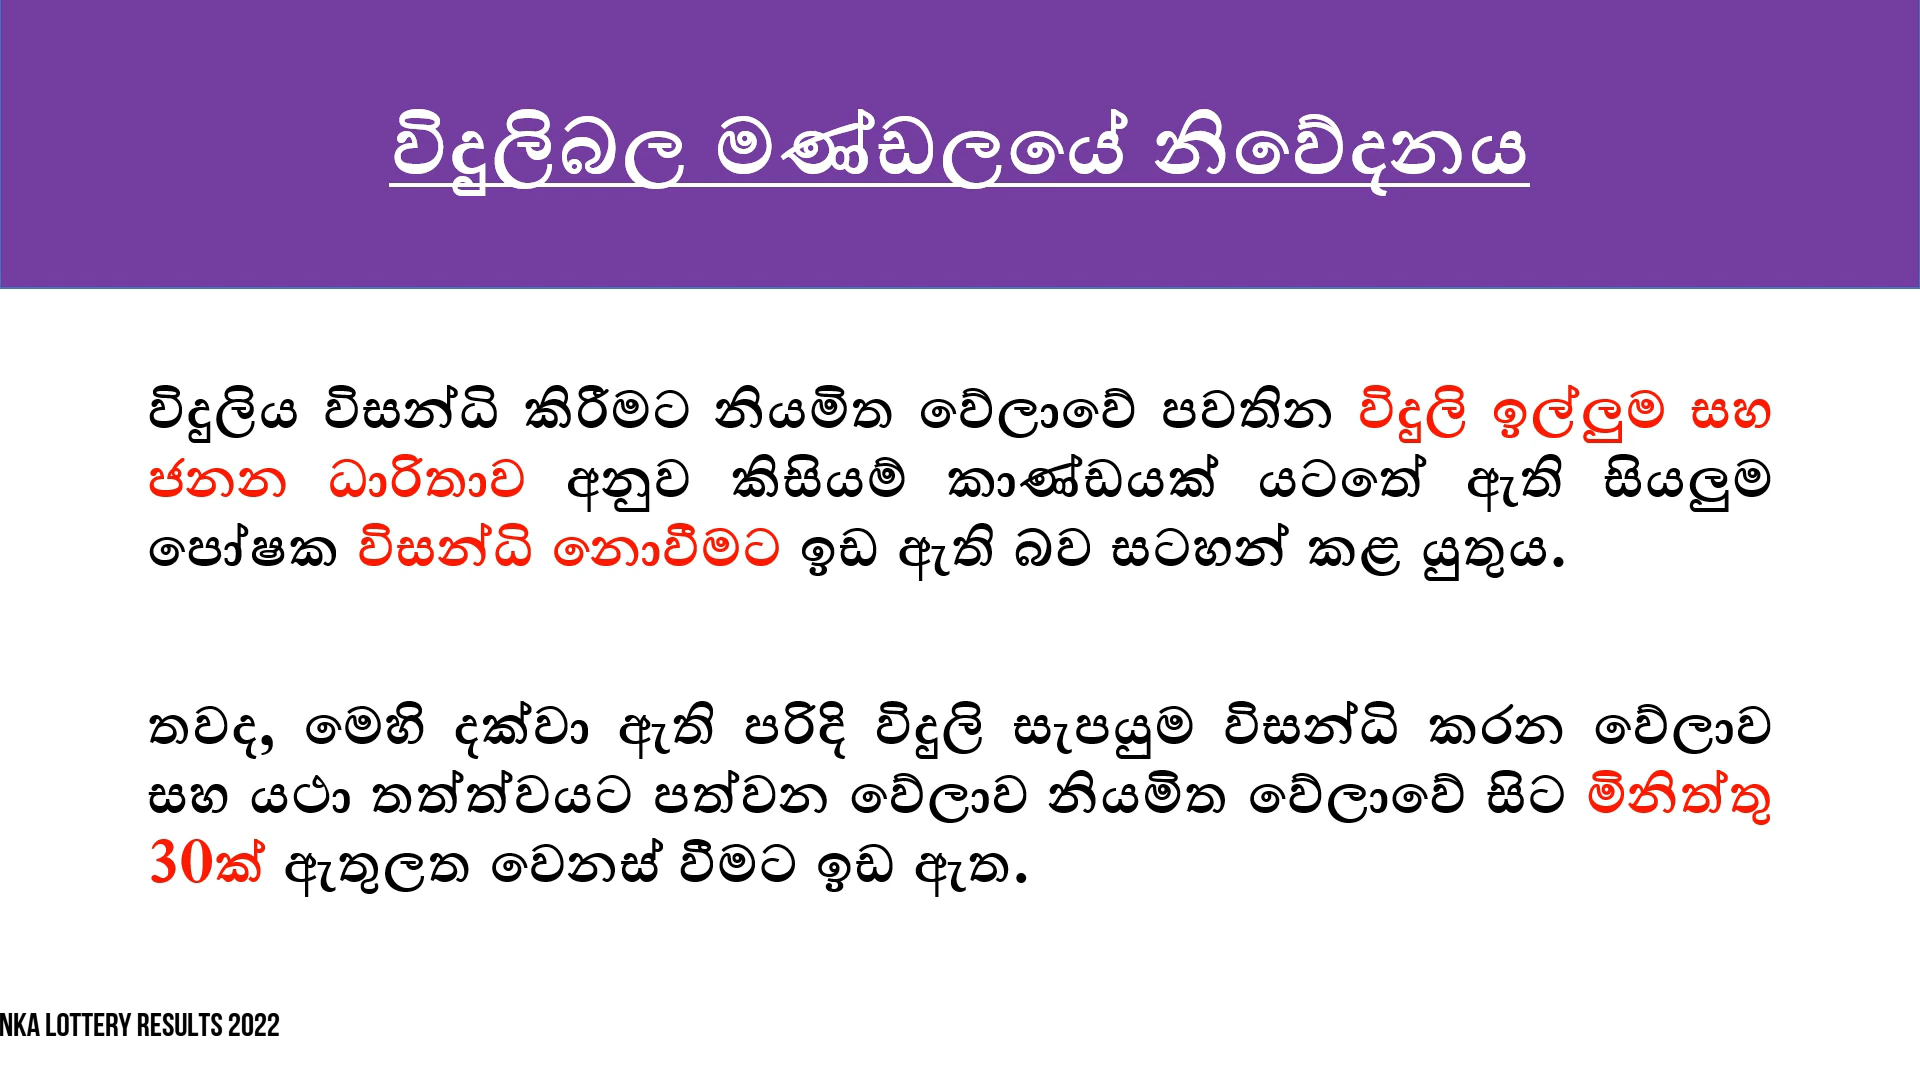 විදුලිබල මණ්ඩලයේ නිවේදනය
විදුලිය විසන්ධි කිරීමට නියමිත වේලාවේ පවතින විදුලි ඉල්ලුම සහ
ජනන ධාරිතාව අනුව කිසියම් කාණ්ඩයක් යටතේ ඇති සියලුම
පෝෂක විසන්ධි නොවීමට ඉඩ ඇති බව සටහන් කළ යුතුය.
තවද, මෙහි දක්වා ඇති පරිදි විදුලි සැපයුම විසන්ධි කරන වේලාව
සහ යථා තත්ත්වයට පත්වන වේලාව නියමිත වේලාවේ සිට මිනිත්තු
30ක් ඇතුලත වෙනස් වීමට ඉඩ ඇත.
NKA LOTTERY RESULTS 2022